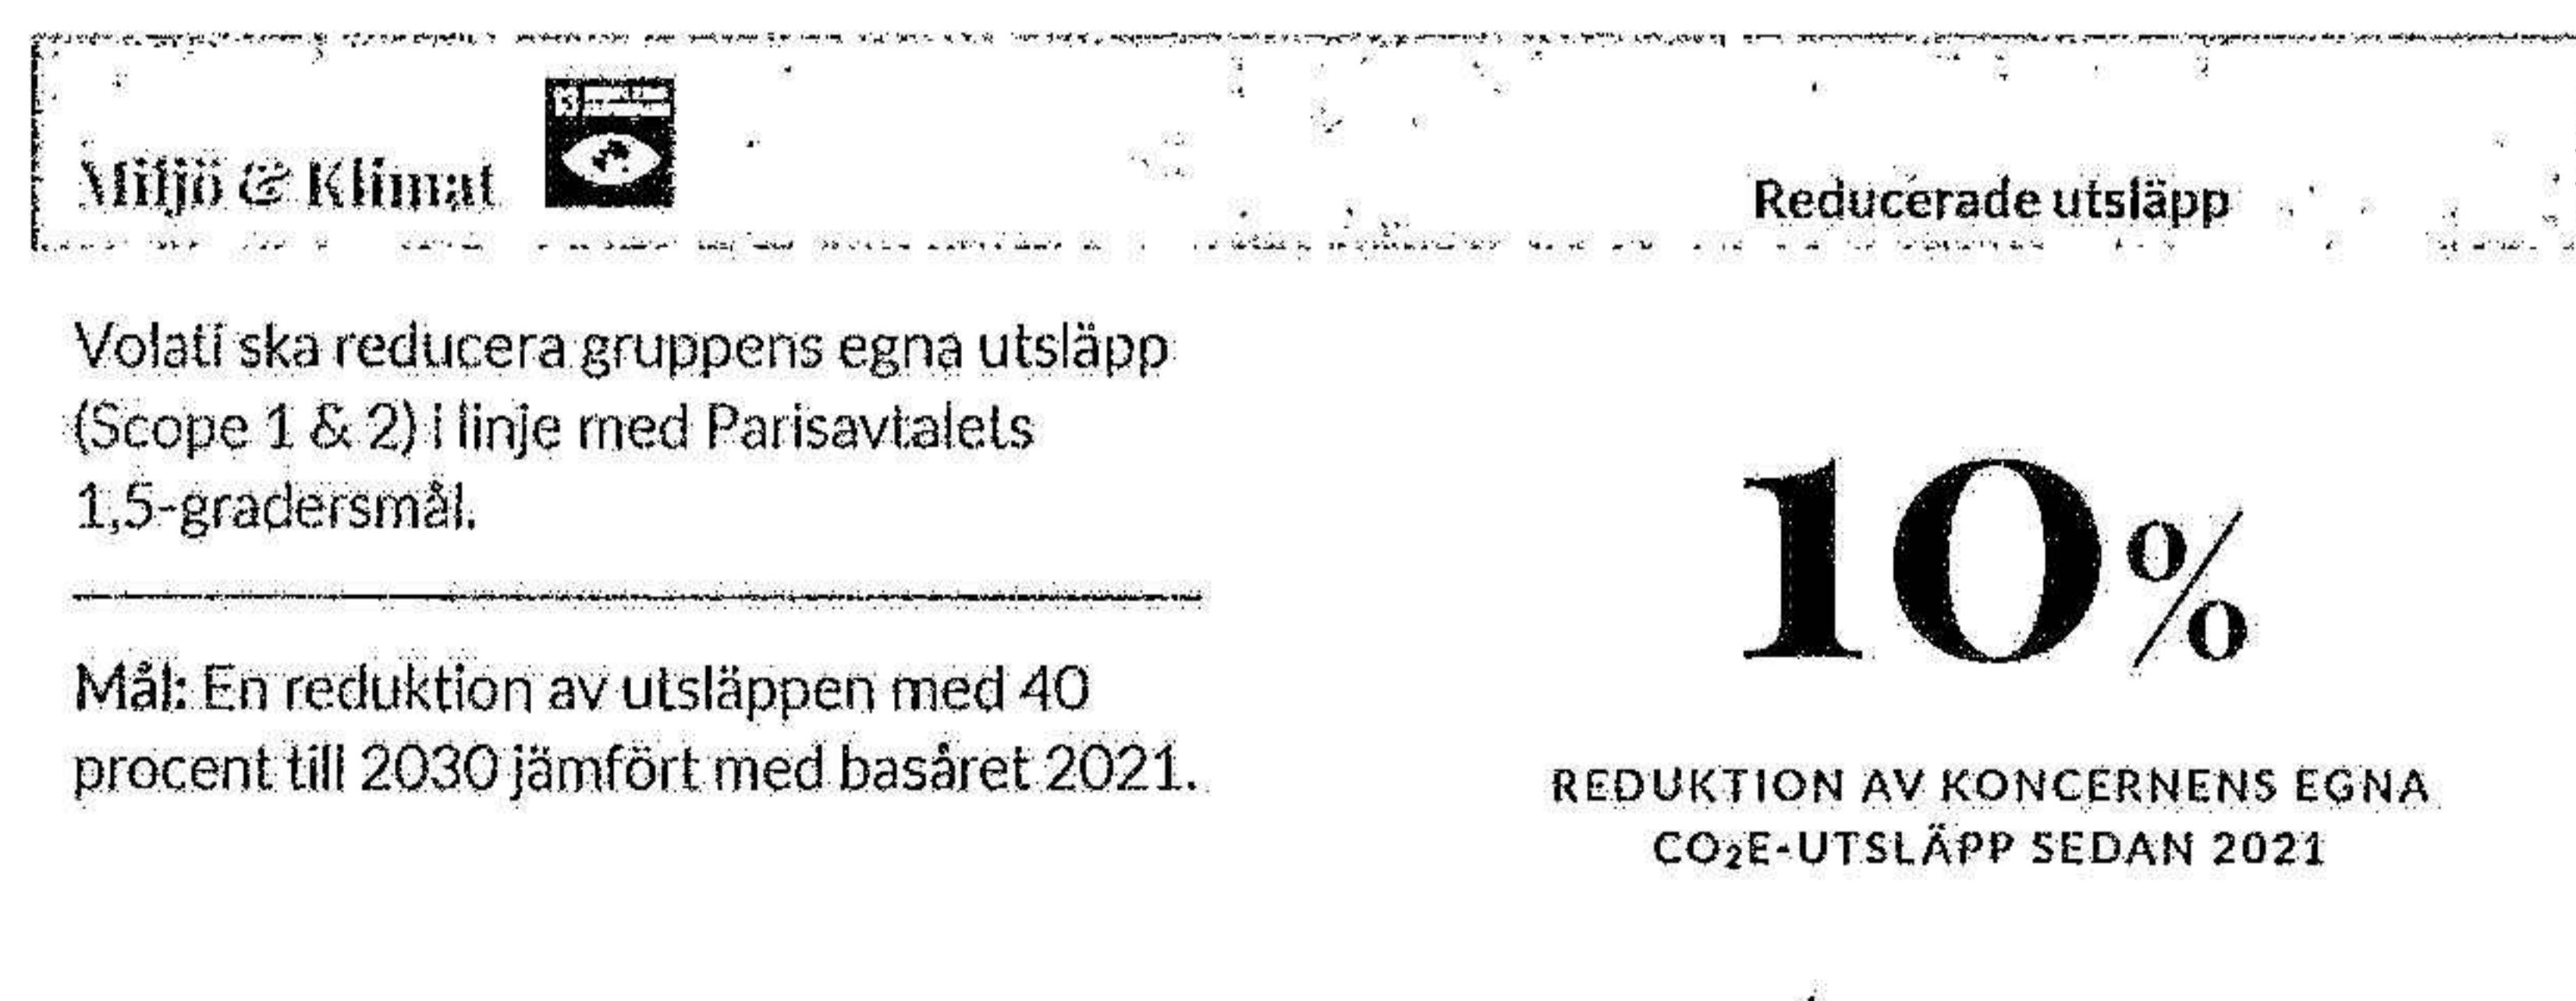 Miljö & Klimat
13
Reducerade utsläpp
Volati ska reducera gruppens egna utsläpp
(Scope 1 & 2) i linje med Parisavtalets
1,5-gradersmål.
Mål: En reduktion av utsläppen med 40
procent till 2030 jämfört med basåret 2021.
10%
REDUKTION AV KONCERNENS EGNA
CO₂E-UTSLÄPP SEDAN 2021